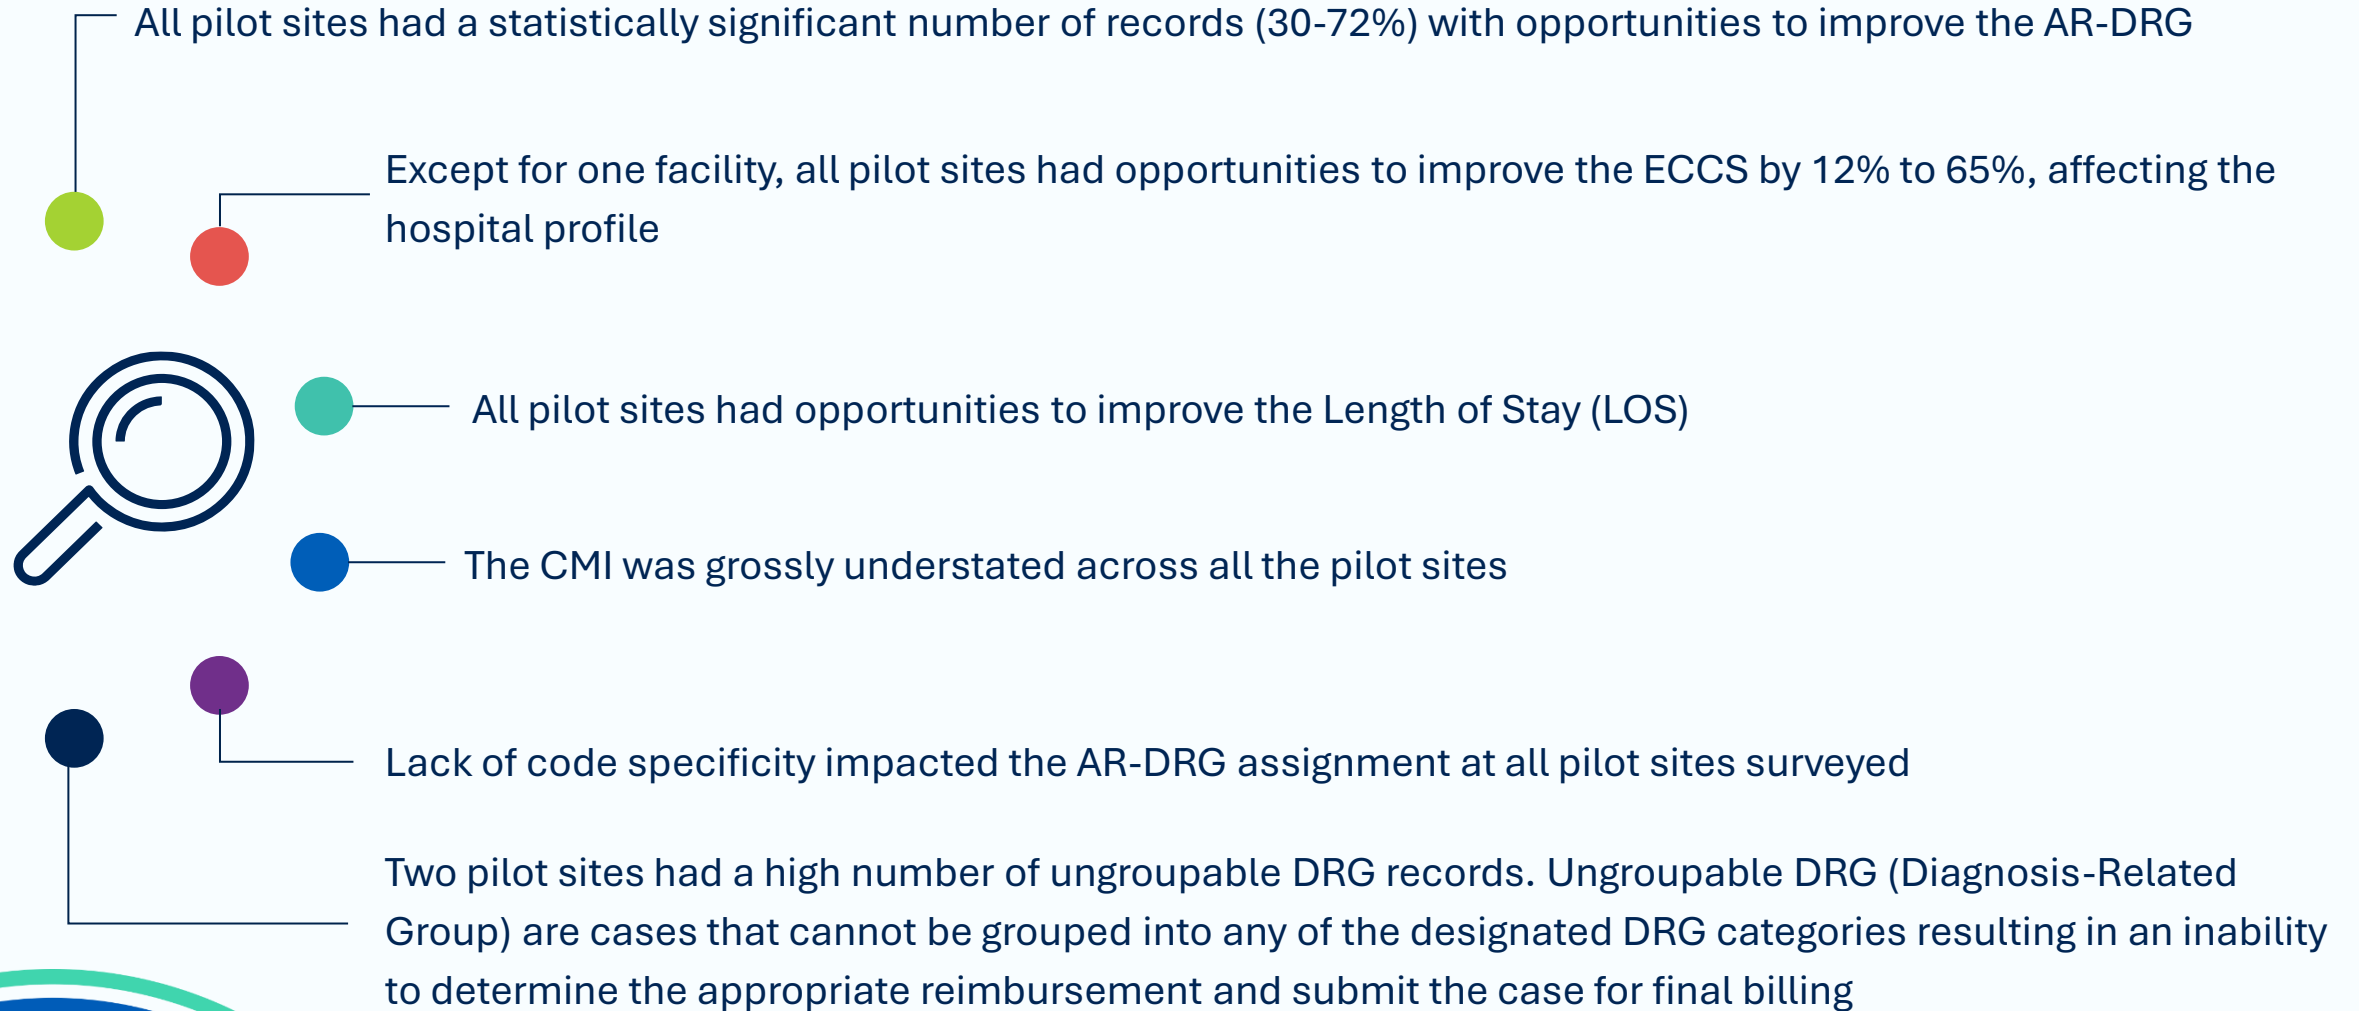 All pilot sites had a statistically significant number of records (30-72%) with opportunities to improve the AR-DRG
Except for one facility, all pilot sites had opportunities to improve the ECCS by 12% to 65%, affecting the
hospital profile
All pilot sites had opportunities to improve the Length of Stay (LOS)
The CMI was grossly understated across all the pilot sites
Lack of code specificity impacted the AR-DRG assignment at all pilot sites surveyed
Two pilot sites had a high number of ungroupable DRG records. Ungroupable DRG (Diagnosis-Related
Group) are cases that cannot be grouped into any of the designated DRG categories resulting in an inability
to determine the appropriate reimbursement and submit the case for final billing